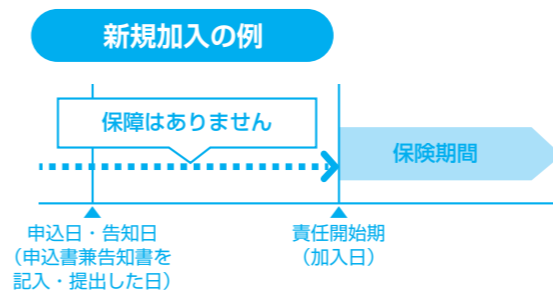 新規加入の例
保障はありません
保険期間
申込日・告知日
（申込書兼告知書を
記入・提出した日）
責任開始期
（加入日）